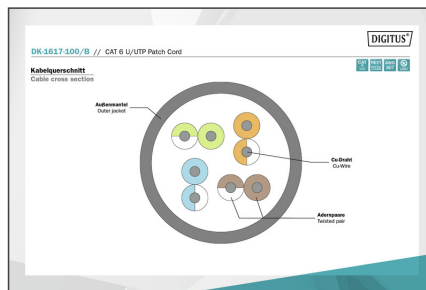 DIGITUS®
DK-1617-100/B // CAT 6 U/UTP Patch Cord
Kabelquerschnitt
Cable cross section
Außenmantel
Outer jacket
Cu-Draht
Cu-Wire
Adernpaare
Twisted pair